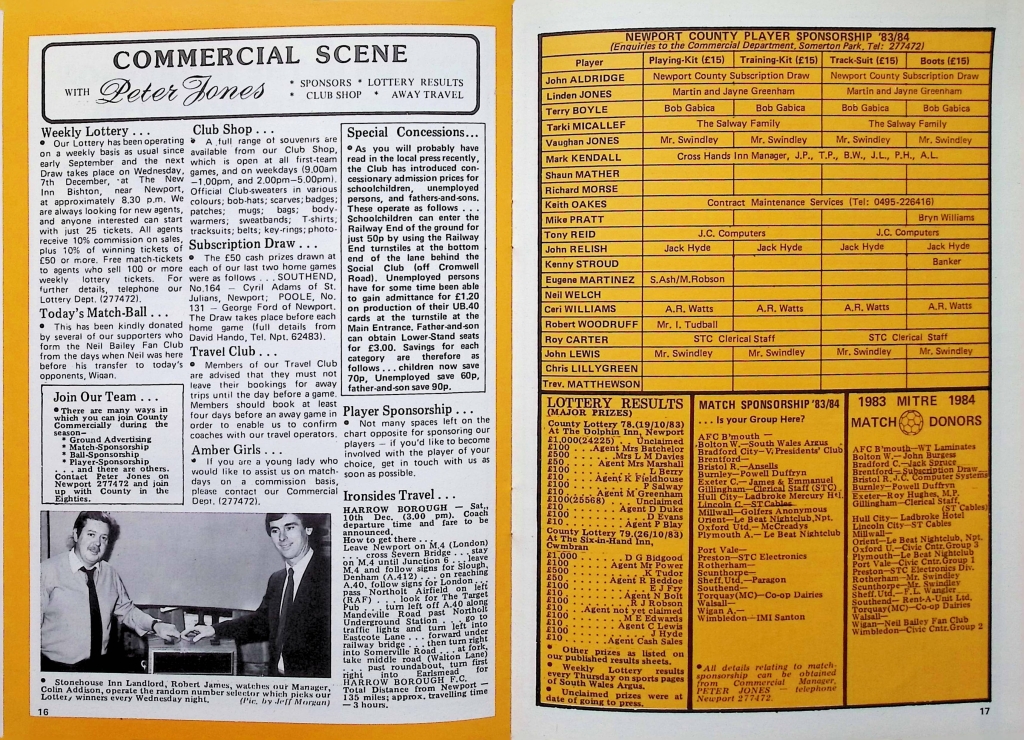 COMMERCIAL SCENE
WITH Peter Jones
* SPONSORS * LOTTERY RESULTS
* CLUB SHOP * AWAY TRAVEL
Weekly Lottery . . .
• Our Lottery has been operating
on a weekly basis as usual since
early September and the next
Draw takes place on Wednesday,
7th December, at The New
Inn Bishton, near Newport,
at approximately 8.30 p.m. We
are always looking for new agents,
and anyone interested can start
with just 25 tickets. All agents
receive 10% commission on sales,
plus 10% of winning tickets of
£50 or more. Free match-tickets
to agents who sell 100 or more
weekly lottery tickets. For
further details, telephone our
Lottery Dept. (277472).
Today's Match-Ball . . .
• This has been kindly donated
by several of our supporters who
form the Neil Bailey Fan Club
from the days when Neil was here
before his transfer to today's
opponents, Wigan.
Join Our Team . . .
• There are many ways in
which you can join County
Commercially during the
season—
* Ground Advertising
* Match-Sponsorship
* Ball-Sponsorship
* Player-Sponsorship
. . . and there are others.
Contact Peter Jones on
Newport 277472 and join
up with County in the
Eighties.
Club Shop . . .
• A full range of souvenirs are
available from our Club Shop,
which is open at all first-team
games, and on weekdays (9.00am
–1.00pm, and 2.00pm–5.00pm).
Official Club-sweaters in various
colours; bob-hats; scarves; badges;
patches; mugs; bags; body-
warmers; sweatbands; T-shirts;
tracksuits; belts; key-rings; photo-
Subscription Draw . . .
• The £50 cash prizes drawn at
each of our last two home games
were as follows . . . SOUTHEND,
No.164 – Cyril Adams of St.
Julians, Newport; POOLE, No.
131 – George Ford of Newport.
The Draw takes place before each
home game (full details from
David Hando, Tel. Npt. 62483).
Travel Club . . .
• Members of our Travel Club
are advised that they must not
leave their bookings for away
trips until the day before a game.
Members should book at least
four days before an away game in
order to enable us to confirm
coaches with our travel operators.
Amber Girls . . .
• If you are a young lady who
would like to assist us on match-
days on a commission basis,
please contact our Commercial
Dept. (277472).
Special Concessions...
• As you will probably have
read in the local press recently,
the Club has introduced con-
cessionary admission prices for
schoolchildren, unemployed
persons, and fathers-and-sons.
These operate as follows . . .
Schoolchildren can enter the
Railway End of the ground for
just 50p by using the Railway
End turnstiles at the bottom
end of the lane behind the
Social Club (off Cromwell
Road). Unemployed persons
have for some time been able
to gain admittance for £1.20
on production of their UB.40
cards at the turnstile at the
Main Entrance. Father-and-son
can obtain Lower-Stand seats
for £3.00. Savings for each
category are therefore as
follows . . . children now save
70p, Unemployed save 60p,
father-and-son save 90p.
Player Sponsorship . . .
• Not many spaces left on the
chart opposite for sponsoring our
players – if you'd like to become
involved with the player of your
choice, get in touch with us as
soon as possible.
Ironsides Travel . . .
HARROW BOROUGH — Sat.,
10th Dec. (3.00 pm). Coach
departure time and fare to be
announced.
How to get there . . .
Leave Newport on M.4 (London)
. . . cross Severn Bridge . . . stay
on M.4 until Junction 6 . . . leave
M.4 and follow signs for Slough,
Denham (A.412) . . . on reaching
A.40, follow signs for London . . .
pass Northolt Airfield on left
(RAF) . . . look for The Target
Pub . . . turn left off A.40 along
Mandeville Road past Northolt
Underground Station . . . go to
traffic lights and turn left into
Eastcote Lane . . . forward under
railway bridge . . . then turn right
into Somerville Road . . . at fork,
take middle road (Walton Lane)
. . . past roundabout, turn first
right into Earlsmead for
HARROW BOROUGH F.C.
Total Distance from Newport —
135 miles; approx. travelling time
— 3 hours.
• Stonehouse Inn Landlord, Robert James, watches our Manager,
Colin Addison, operate the random number selector which picks our
Lottery winners every Wednesday night.
(Pic. by Jeff Morgan)
16
NEWPORT COUNTY PLAYER SPONSORSHIP '83/84
(Enquiries to the Commercial Department, Somerton Park, Tel: 277472)
Player Playing-Kit (£15) Training-Kit (£15) Track-Suit (£15) Boots (£15)
John ALDRIDGE Newport County Subscription Draw Newport County Subscription Draw
Linden JONES Martin and Jayne Greenham Martin and Jayne Greenham
Terry BOYLE Bob Gabica Bob Gabica Bob Gabica Bob Gabica
Tarki MICALLEF The Salway Family The Salway Family
Vaughan JONES Mr. Swindley Mr. Swindley Mr. Swindley Mr. Swindley
Mark KENDALL Cross Hands Inn Manager, J.P., T.P., B.W., J.L., P.H., A.L.
Shaun MATHER
Richard MORSE
Keith OAKES Contract Maintenance Services (Tel: 0495-226416)
Mike PRATT Bryn Williams
Tony REID J.C. Computers J.C. Computers
John RELISH Jack Hyde Jack Hyde Jack Hyde Jack Hyde
Kenny STROUD Banker
Eugene MARTINEZ S.Ash/M.Robson
Neil WELCH
Ceri WILLIAMS A.R. Watts A.R. Watts A.R. Watts A.R. Watts
Robert WOODRUFF Mr. I. Tudball
Roy CARTER STC Clerical Staff STC Clerical Staff
John LEWIS Mr. Swindley Mr. Swindley Mr. Swindley Mr. Swindley
Chris LILLYGREEN
Trev. MATTHEWSON
LOTTERY RESULTS
(MAJOR PRIZES)
County Lottery 78,(19/10/83)
At The Dolphin Inn, Newport
£1,000(24225) . . Unclaimed
£100 . . . Agent Mrs Batchelor
£500 . . . Mrs L M Davies
£50 . . . Agent Mrs Marshall
£100 . . . L Berry
£10 . . . Agent K Fieldhouse
£100 . . . P Salway
£10 . . . Agent M Greenham
£100(25568) . . Unclaimed
£10 . . . Agent D Duke
£100 . . . D Evans
£10 . . . Agent P Blay
County Lottery 79,(26/10/83)
At The Six-in-Hand Inn,
Cwmbran
£1,000 . . . D G Bidgood
£100 . . . Agent Mr Power
£500 . . . K Tudor
£50 . . . Agent R Beddoe
£100 . . . E J Fry
£10 . . . Agent P Bolt
£100 . . . R J Robson
£10 . . . Agent not yet claimed
£100 . . . M E Edwards
£10 . . . Agent C Lewis
£100 . . . J Hyde
£10 . . . Agent Cash Sales
• Other prizes as listed on
our published results sheets.
• Weekly Lottery results
every Thursday on sports pages
of South Wales Argus.
• Unclaimed prizes were at
date of going to press.
MATCH SPONSORSHIP '83/84
. . . Is your Group Here?
AFC B'mouth —
Bolton W.—South Wales Argus
Bradford City—V/Presidents' Club
Brentford—
Bristol R.—Ansells
Burnley—Powell Duffryn
Exeter C.—James & Emmanuel
Gillingham—Clerical Staff (STC)
Hull City—Ladbroke Mercury Htl.
Lincoln C.—ST Cables
Millwall—Golfers Anonymous
Orient—Le Beat Nightclub,Npt.
Oxford Utd.—McCreadys
Plymouth A.—Le Beat Nightclub
Port Vale—
Preston—STC Electronics
Rotherham—
Scunthorpe—
Sheff.Utd.—Paragon
Southend—
Torquay(MC)—Co-op Dairies
Walsall—
Wigan A.—
Wimbledon—IMI Santon
• All details relating to match-
sponsorship can be obtained
from Commercial Manager,
PETER JONES — telephone
Newport 277472.
1983 MITRE 1984
MATCH DONORS
AFC B'mouth—WT Laminates
Bolton W.—John Burgess
Bradford C.—Jack Spruce
Brentford—Subscription Draw
Bristol R.—J.C. Computer Systems
Burnley—Powell Duffryn
Exeter—Roy Hughes, M.P.
Gillingham—Clerical Staff
(ST Cables)
Hull City—Ladbroke Hotel
Lincoln City—ST Cables
Millwall—
Orient—Le Beat Nightclub, Npt.
Oxford U.—Civic Cntr.Group 3
Plymouth—Le Beat Nightclub
Port Vale—Civic Cntr.Group 1
Preston—STC Electronics Div.
Rotherham—Mr. Swindley
Scunthorpe—Mr. Swindley
Sheff.Utd.—F.L. Wangler
Southend—Rent-A-Unit Ltd.
Torquay(MC)—Co-op Dairies
Walsall—
Wigan—Neil Bailey Fan Club
Wimbledon—Civic Cntr.Group 2
17